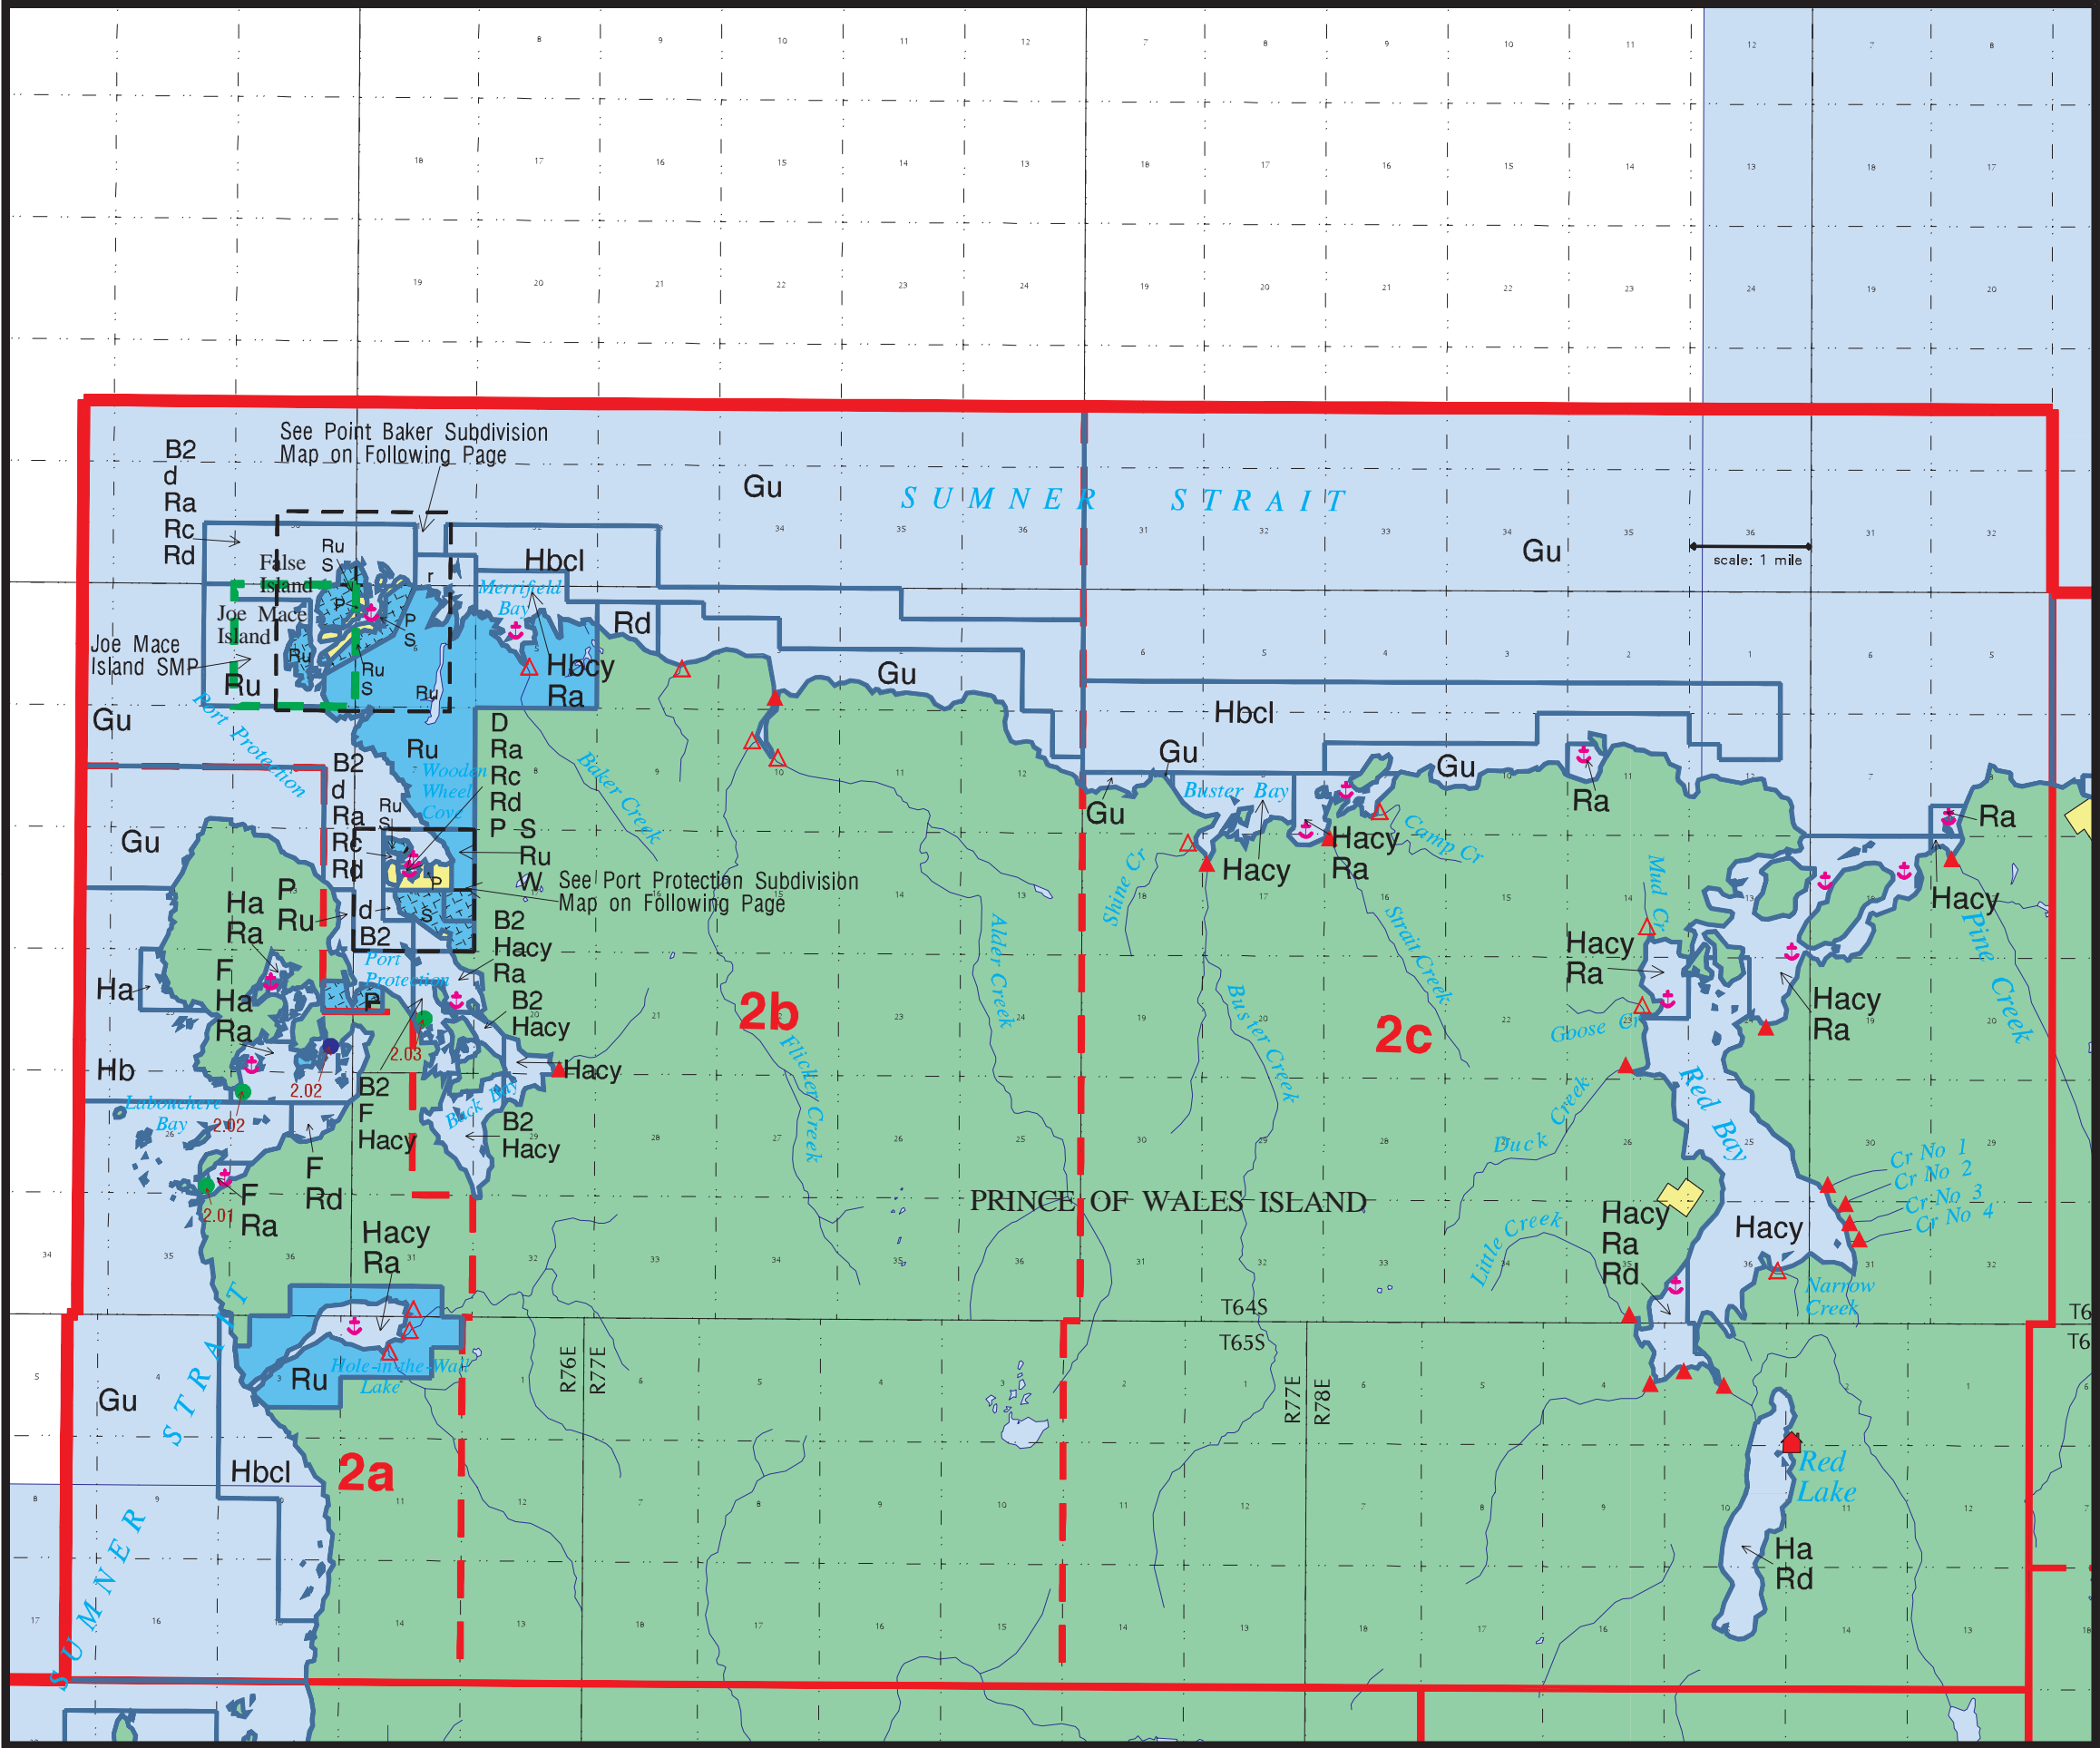 See Point Baker Subdivision
Map on Following Page
B2
d
Ra
Rc
Rd
Gu
SUMNER STRAIT
Gu
scale: 1 mile
Hbcl
Ru
S
False
Island
r
Merrifield
Bay
P
Joe Mace
Island
P
S
Rd
Joe Mace
Island SMP
Ru
Ru
S
Ru
Hbcy
Ra
Ru
Gu
Gu
Port Protection
Hbcl
D
Ra
Rc
Rd
P S
Ru
W
Ru
Gu
Gu
B2
d
Ra
Rc
Rd
Wooden
Wheel
Cove
Baker Creek
Buster Bay
Gu
Ra
Ru
S
Ra
Gu
Hacy
Ra
Camp Cr
Hacy
Shine Cr
Mud Cr
P
See Port Protection Subdivision
Map on Following Page
Ha
Ra
P
Ru
d
S
B2
B2
Hacy
Ra
Hacy
Pine Creek
Alder Creek
Strait Creek
Hacy
Ra
Port
Protection
F
Ha
Ra
Ha
P
B2
Hacy
2b
Buster Creek
2c
Hacy
Ra
Goose Cr
Flicker Creek
2.03
Hb
2.02
Hacy
Red Bay
Duck Creek
Labouchere
Bay
2.02
B2
F
Hacy
Buck Bay
B2
Hacy
Cr No 1
Cr No 2
Cr No 3
Cr No 4
F
Rd
F
Ra
2.01
PRINCE OF WALES ISLAND
Hacy
Ra
Little Creek
Hacy
Ra
Rd
Hacy
Narrow
Creek
T64S
T65S
T6
T6
Hole-in-the-Wall
Lake
Ru
R76E
R77E
R77E
R78E
Gu
SUMNER STRAIT
Hbcl
2a
Red
Lake
Ha
Rd